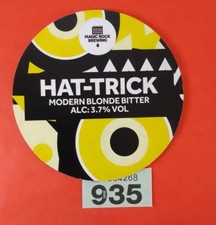 MAGIC ROCK
BREWING
HAT-TRICK
MODERN BLONDE BITTER
ALC: 3.7% VOL
935